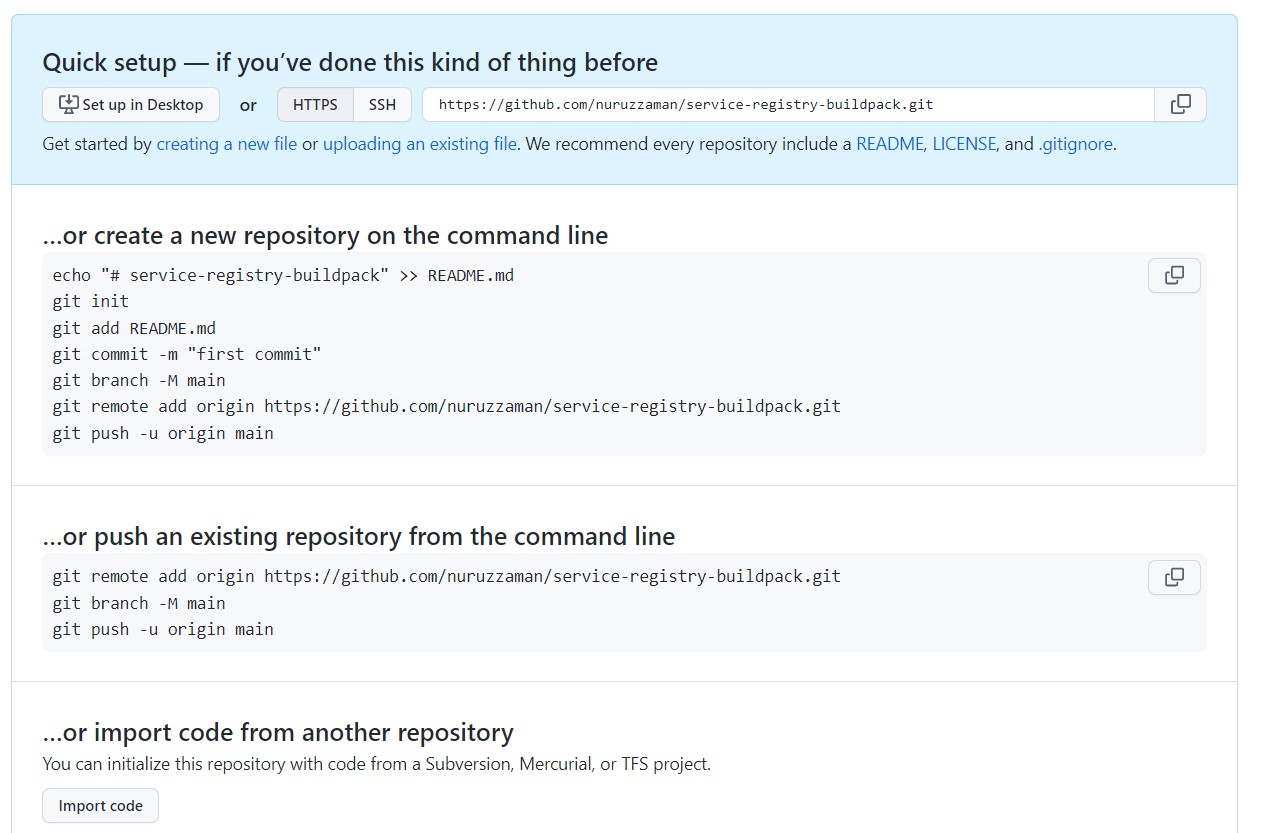 Quick setup — if you’ve done this kind of thing before
Set up in Desktop or HTTPS SSH https://github.com/nuruzzaman/service-registry-buildpack.git
Get started by creating a new file or uploading an existing file. We recommend every repository include a README, LICENSE, and .gitignore.
…or create a new repository on the command line
echo "# service-registry-buildpack" >> README.md
git init
git add README.md
git commit -m "first commit"
git branch -M main
git remote add origin https://github.com/nuruzzaman/service-registry-buildpack.git
git push -u origin main
…or push an existing repository from the command line
git remote add origin https://github.com/nuruzzaman/service-registry-buildpack.git
git branch -M main
git push -u origin main
…or import code from another repository
You can initialize this repository with code from a Subversion, Mercurial, or TFS project.
Import code